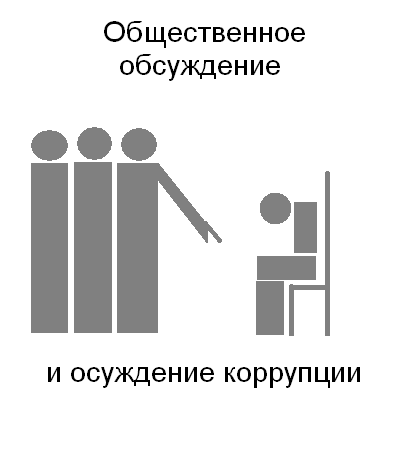 Общественное
обсуждение
и осуждение коррупции